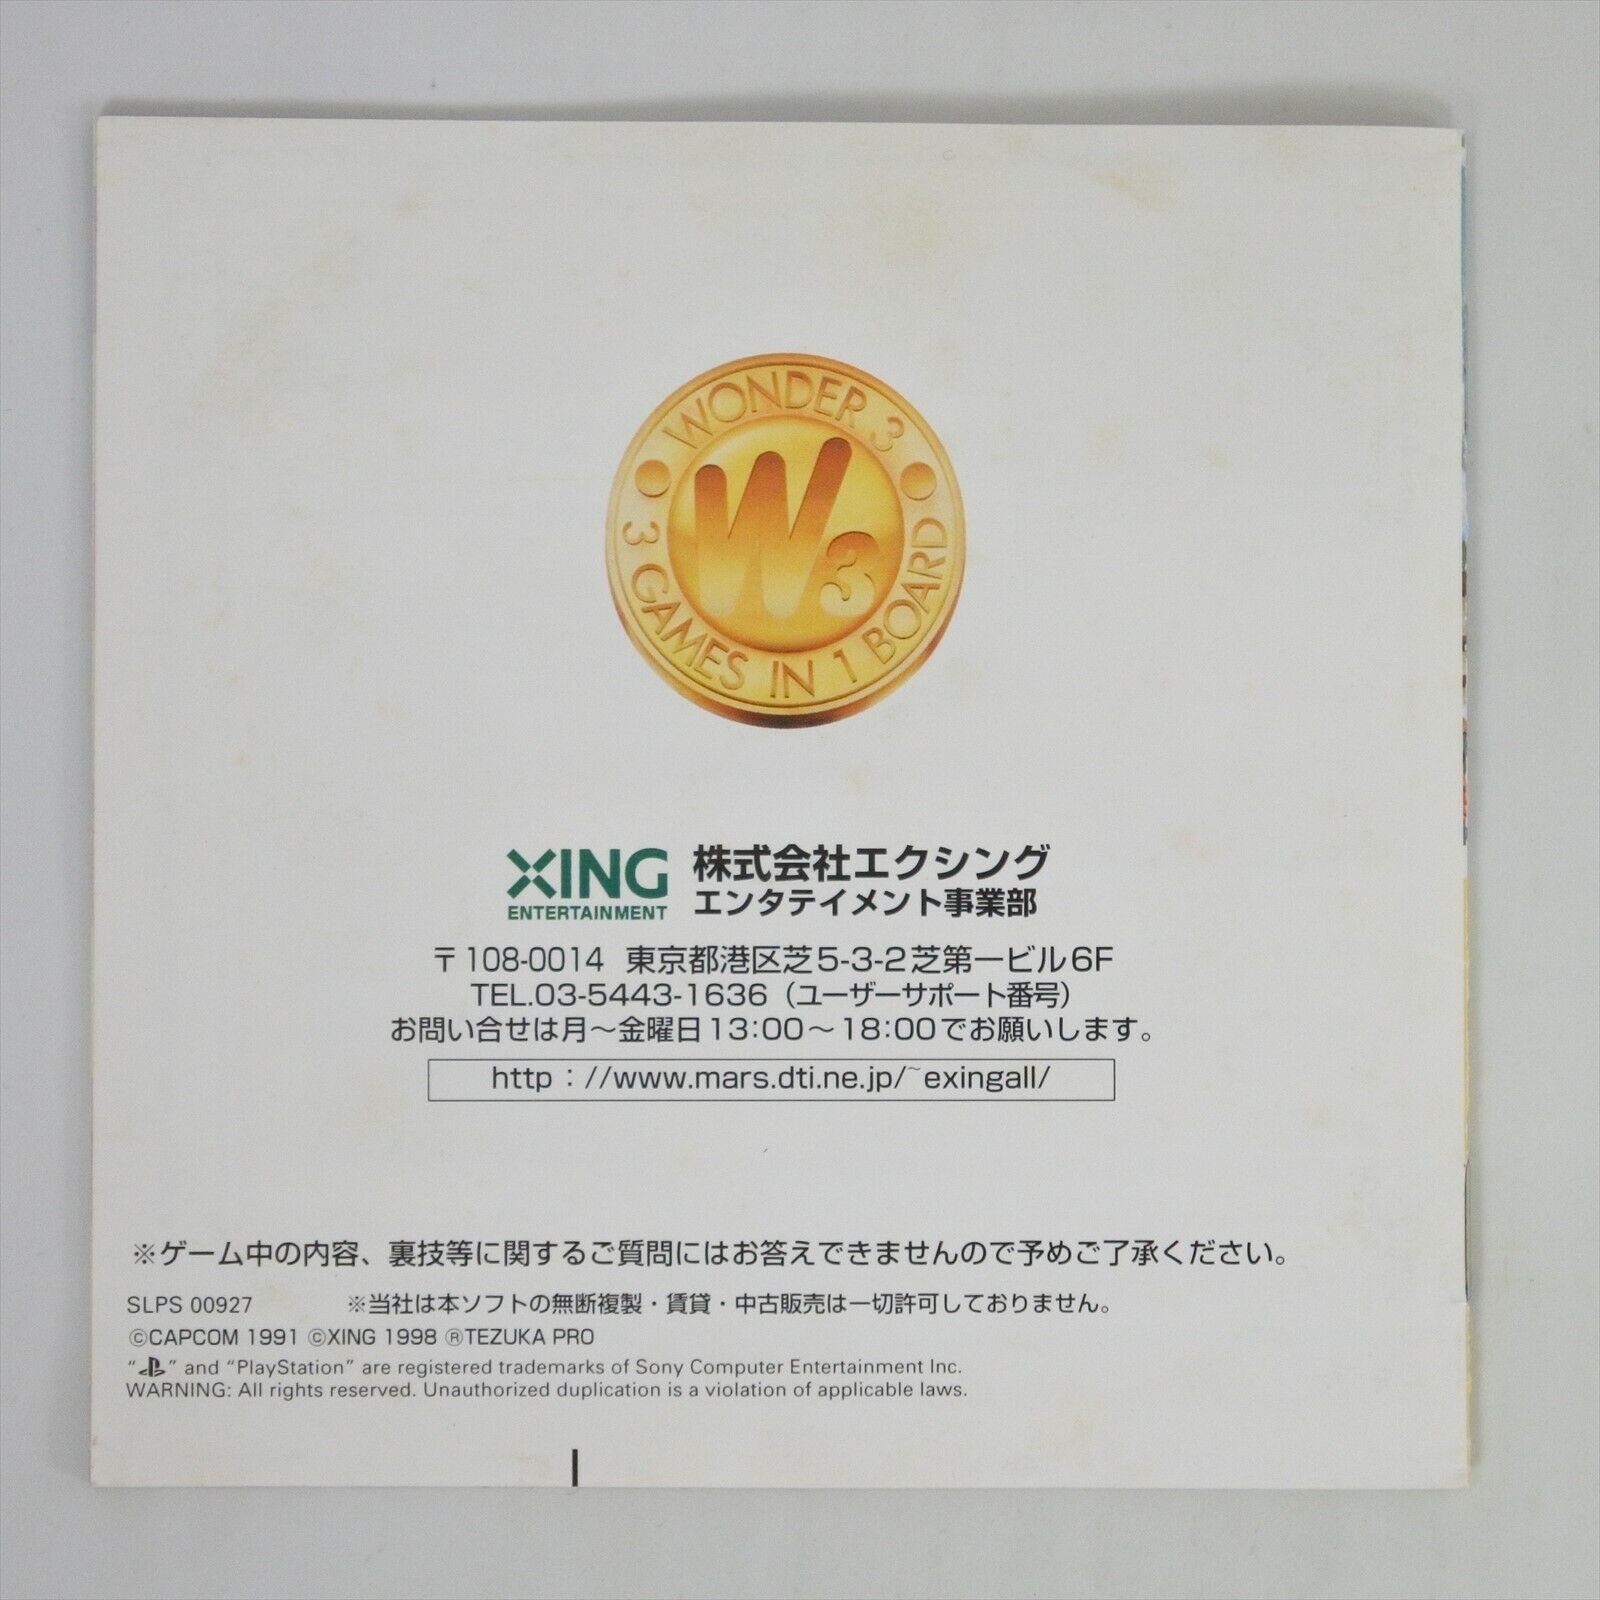 WONDER 3
W3
3 GAMES IN 1 BOARD
XING 株式会社エクシング
ENTERTAINMENT エンタテイメント事業部
〒108-0014 東京都港区芝5-3-2芝第一ビル6F
TEL.03-5443-1636（ユーザーサポート番号）
お問い合せは月～金曜日13:00～18:00でお願いします。
http：//www.mars.dti.ne.jp/~exingall/
※ゲーム中の内容、裏技等に関するご質問にはお答えできませんので予めご了承ください。
SLPS 00927 ※当社は本ソフトの無断複製・賃貸・中古販売は一切許可しておりません。
©CAPCOM 1991 ©XING 1998 ®TEZUKA PRO
“ ” and “PlayStation” are registered trademarks of Sony Computer Entertainment Inc.
WARNING: All rights reserved. Unauthorized duplication is a violation of applicable laws.